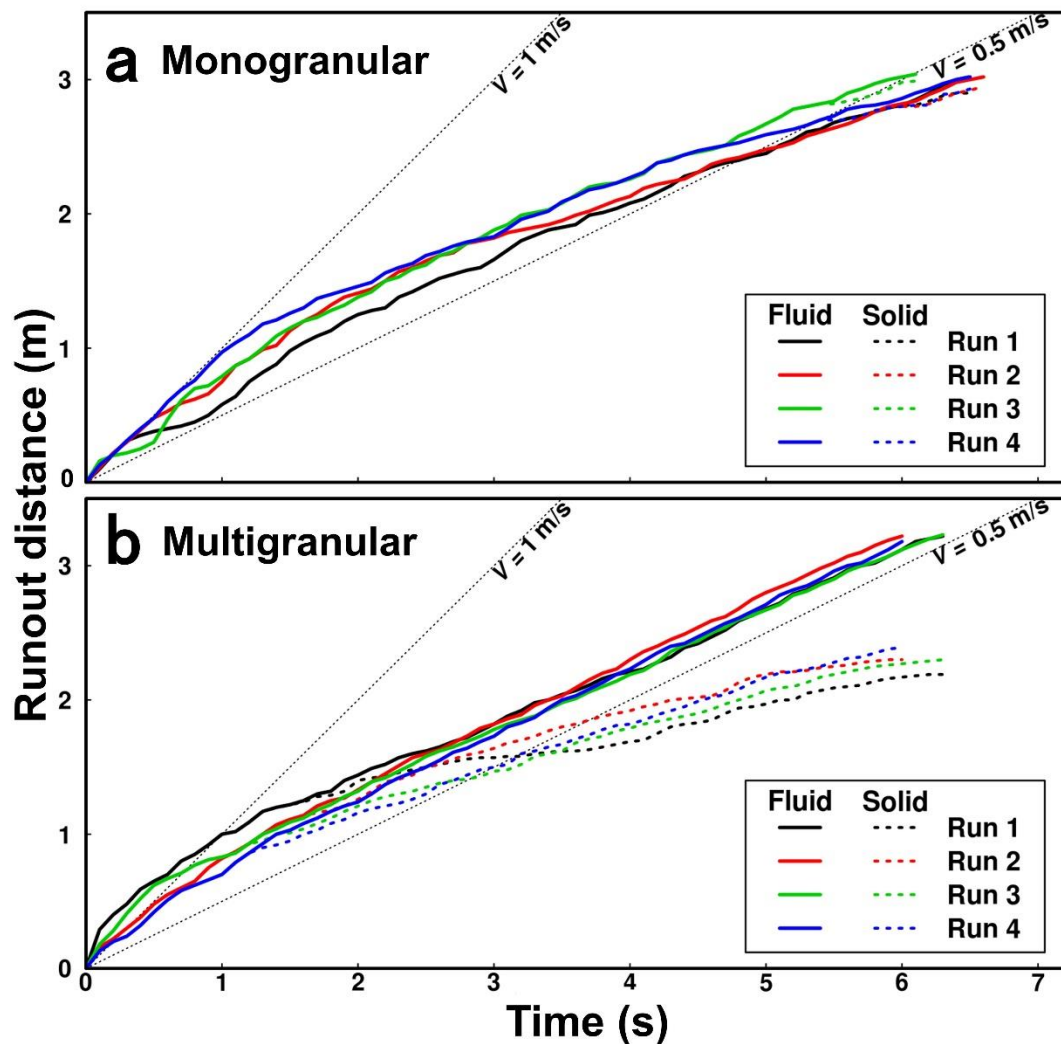 a Monogranular
V = 1 m/s
V = 0.5 m/s
3
2
1
0
Fluid Solid
Run 1
Run 2
Run 3
Run 4
Runout distance (m)
b Multigranular
V = 1 m/s
V = 0.5 m/s
3
2
1
0
Fluid Solid
Run 1
Run 2
Run 3
Run 4
0 1 2 3 4 5 6 7
Time (s)